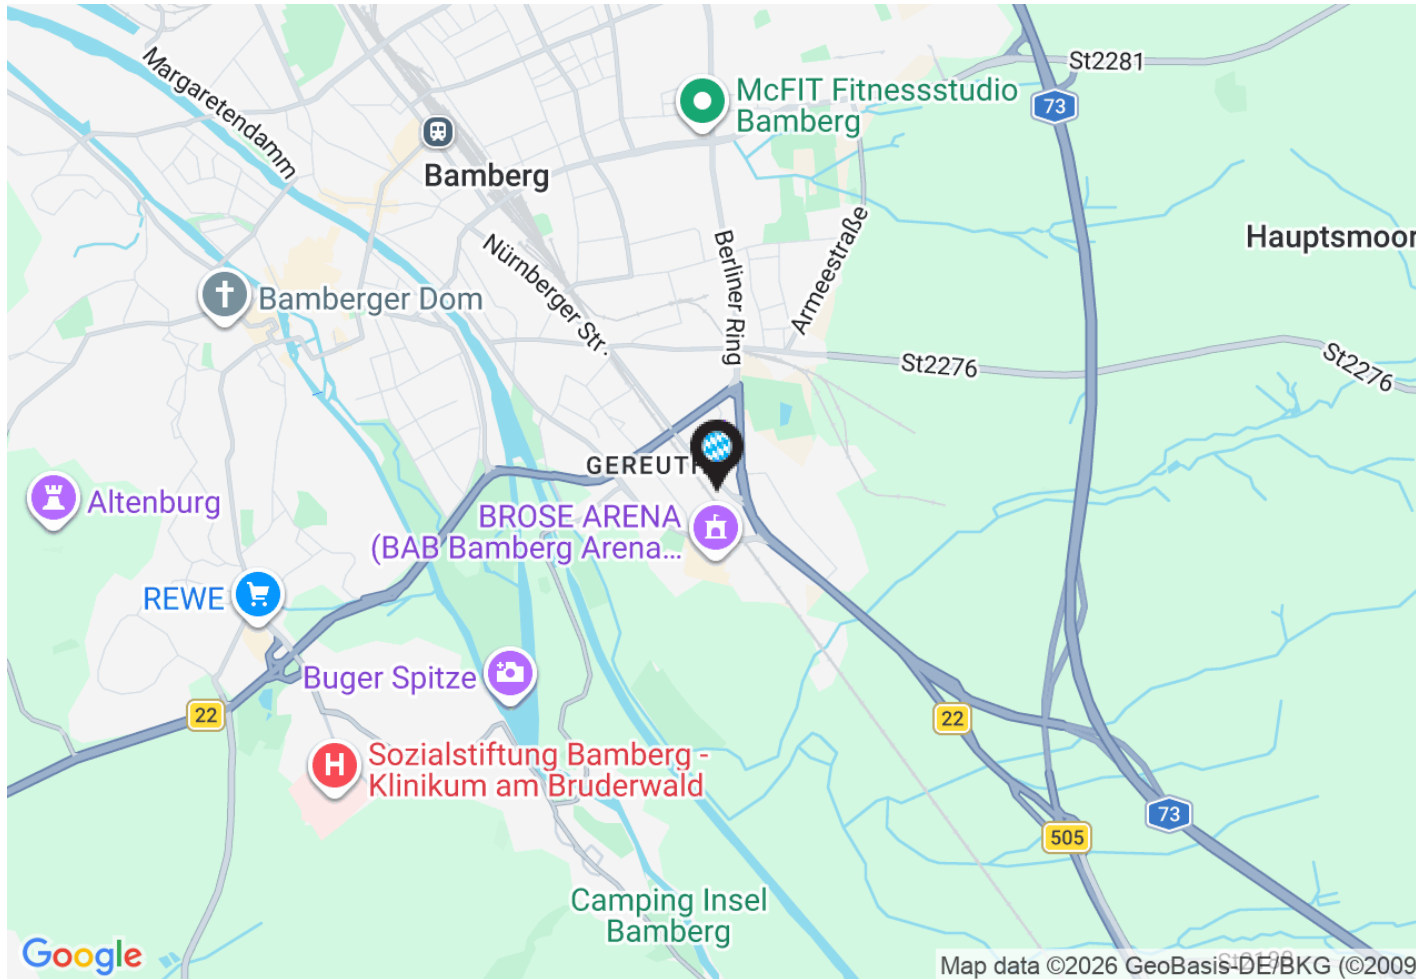 St2281
McFIT Fitnessstudio
Bamberg
73
Margaretendamm
Bamberg
Hauptsmoor
Nürnberger Str.
Berliner Ring
Armeestraße
Bamberger Dom
St2276
St2276
GEREUTH
Altenburg
BROSE ARENA
(BAB Bamberg Arena...
REWE
Buger Spitze
22
22
Sozialstiftung Bamberg -
Klinikum am Bruderwald
H
73
505
Camping Insel
Bamberg
Google
Map data ©2026 GeoBasis-DE/BKG (©2009